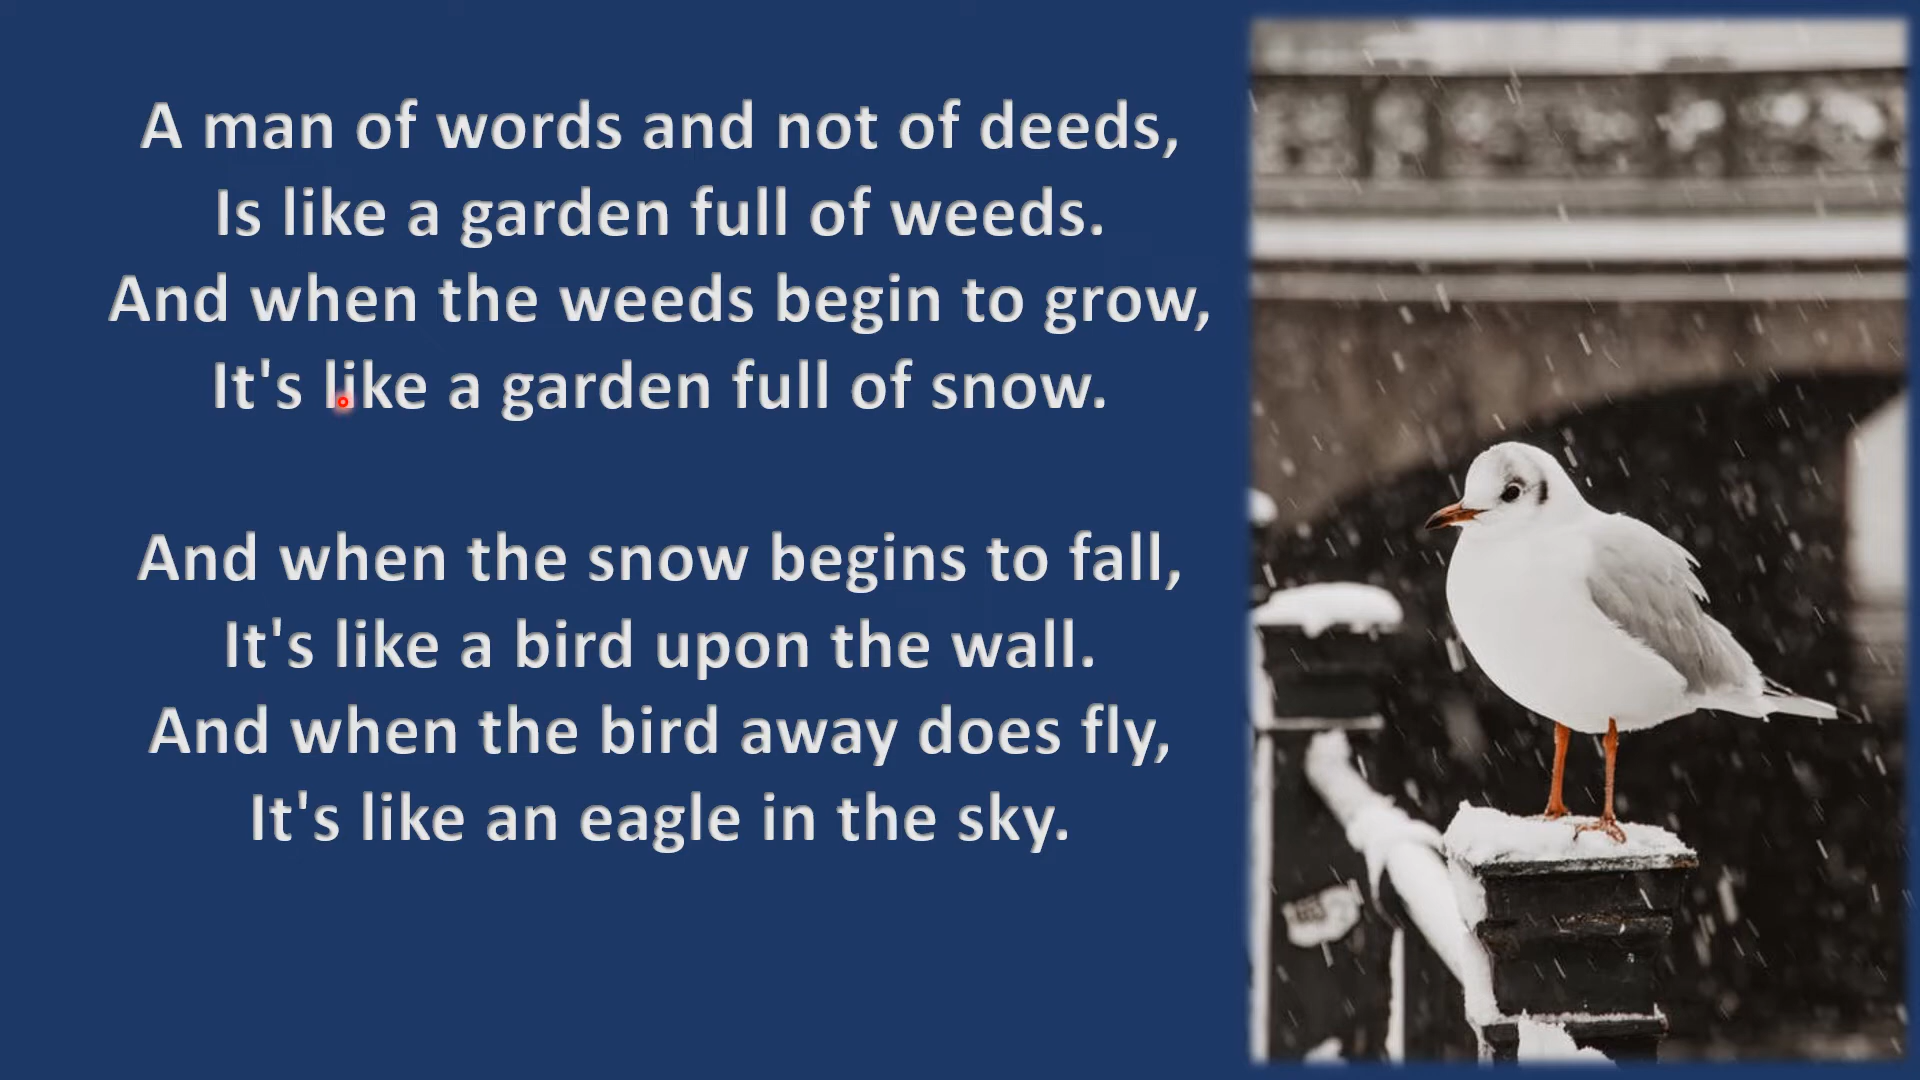 A man of words and not of deeds,
Is like a garden full of weeds.
And when the weeds begin to grow,
It's like a garden full of snow.
And when the snow begins to fall,
It's like a bird upon the wall.
And when the bird away does fly,
It's like an eagle in the sky.